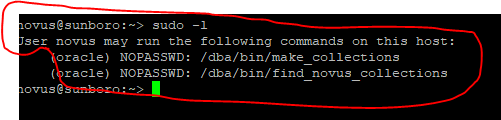 novus@sunboro:~> sudo -l
User novus may run the following commands on this host:
    (oracle) NOPASSWD: /dba/bin/make_collections
    (oracle) NOPASSWD: /dba/bin/find_novus_collections
novus@sunboro:~>